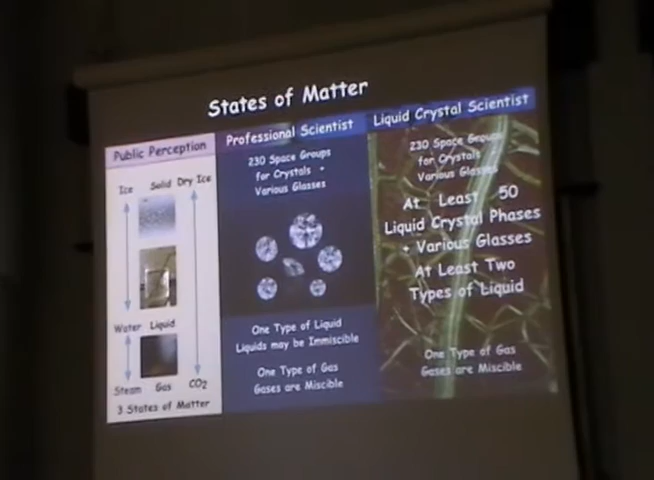 States of Matter
Public Perception
Ice Solid Dry Ice
Water Liquid
Steam Gas CO2
3 States of Matter
Professional Scientist
230 Space Groups
for Crystals +
Various Glasses
One Type of Liquid
Liquids may be Immiscible
One Type of Gas
Gases are Miscible
Liquid Crystal Scientist
230 Space Groups
for Crystals
Various Glasses
At Least 50
Liquid Crystal Phases
+ Various Glasses
At Least Two
Types of Liquid
One Type of Gas
Gases are Miscible